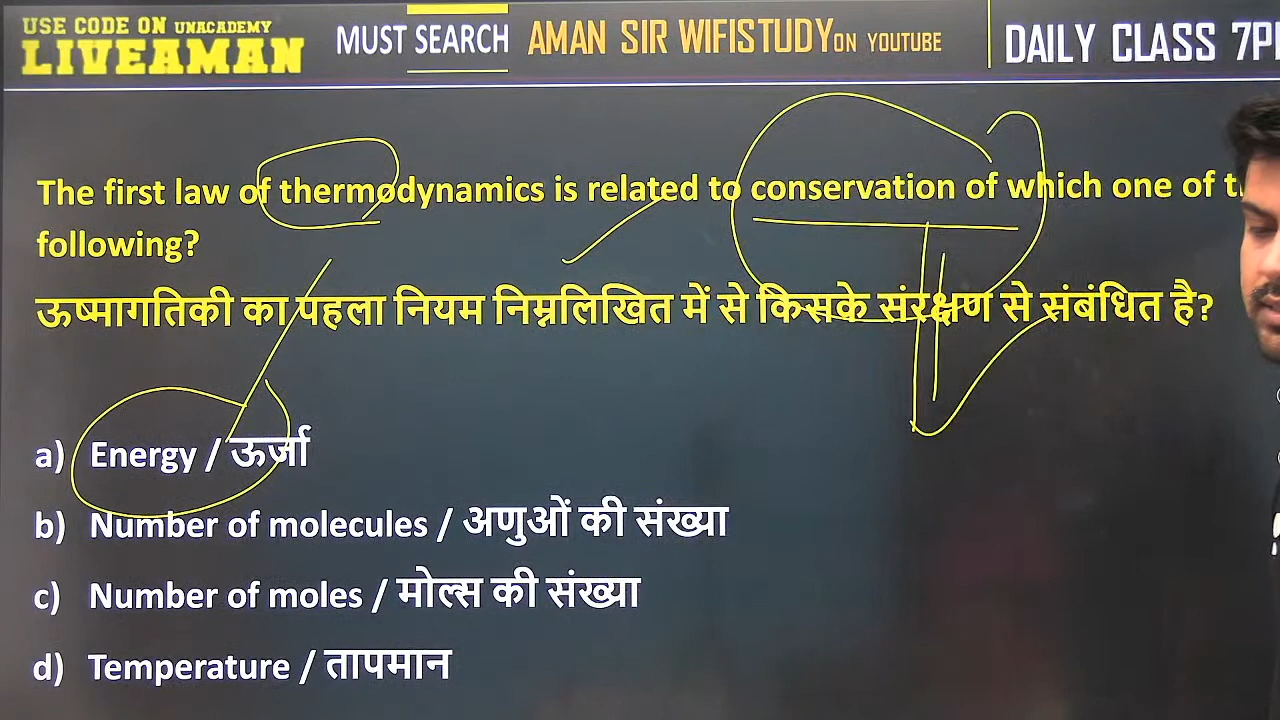 USE CODE ON UNACADEMY
LIVEAMAN
MUST SEARCH AMAN SIR WIFISTUDY ON YOUTUBE
DAILY CLASS 7P
The first law of thermodynamics is related to conservation of which one of t
following?
ऊष्मागतिकी का पहला नियम निम्नलिखित में से किसके संरक्षण से संबंधित है?
a) Energy / ऊर्जा
b) Number of molecules / अणुओं की संख्या
c) Number of moles / मोल्स की संख्या
d) Temperature / तापमान